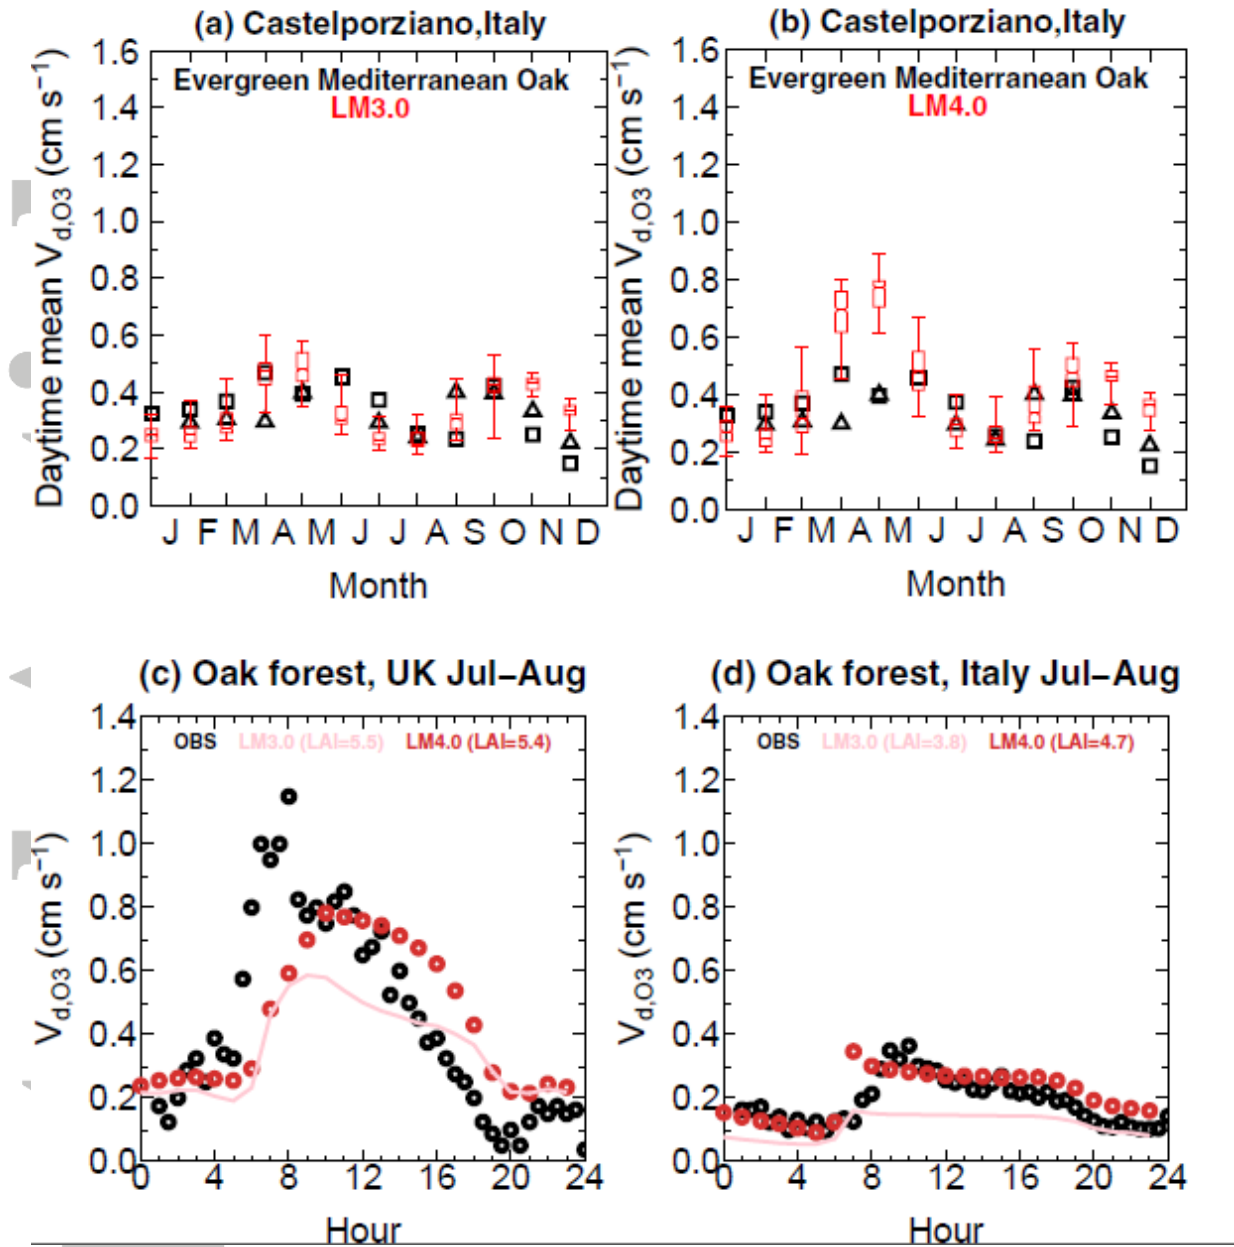 (a) Castelporziano,Italy
Evergreen Mediterranean Oak
LM3.0
Daytime mean V_d,O3 (cm s⁻¹)
1.6
1.4
1.2
1.0
0.8
0.6
0.4
0.2
0.0
J F M A M J J A S O N D
Month
(b) Castelporziano,Italy
Evergreen Mediterranean Oak
LM4.0
Daytime mean V_d,O3 (cm s⁻¹)
1.6
1.4
1.2
1.0
0.8
0.6
0.4
0.2
0.0
J F M A M J J A S O N D
Month
(c) Oak forest, UK Jul–Aug
OBS LM3.0 (LAI=5.5) LM4.0 (LAI=5.4)
V_d,O3 (cm s⁻¹)
1.4
1.2
1.0
0.8
0.6
0.4
0.2
0.0
0 4 8 12 16 20 24
Hour
(d) Oak forest, Italy Jul–Aug
OBS LM3.0 (LAI=3.8) LM4.0 (LAI=4.7)
V_d,O3 (cm s⁻¹)
1.4
1.2
1.0
0.8
0.6
0.4
0.2
0.0
0 4 8 12 16 20 24
Hour